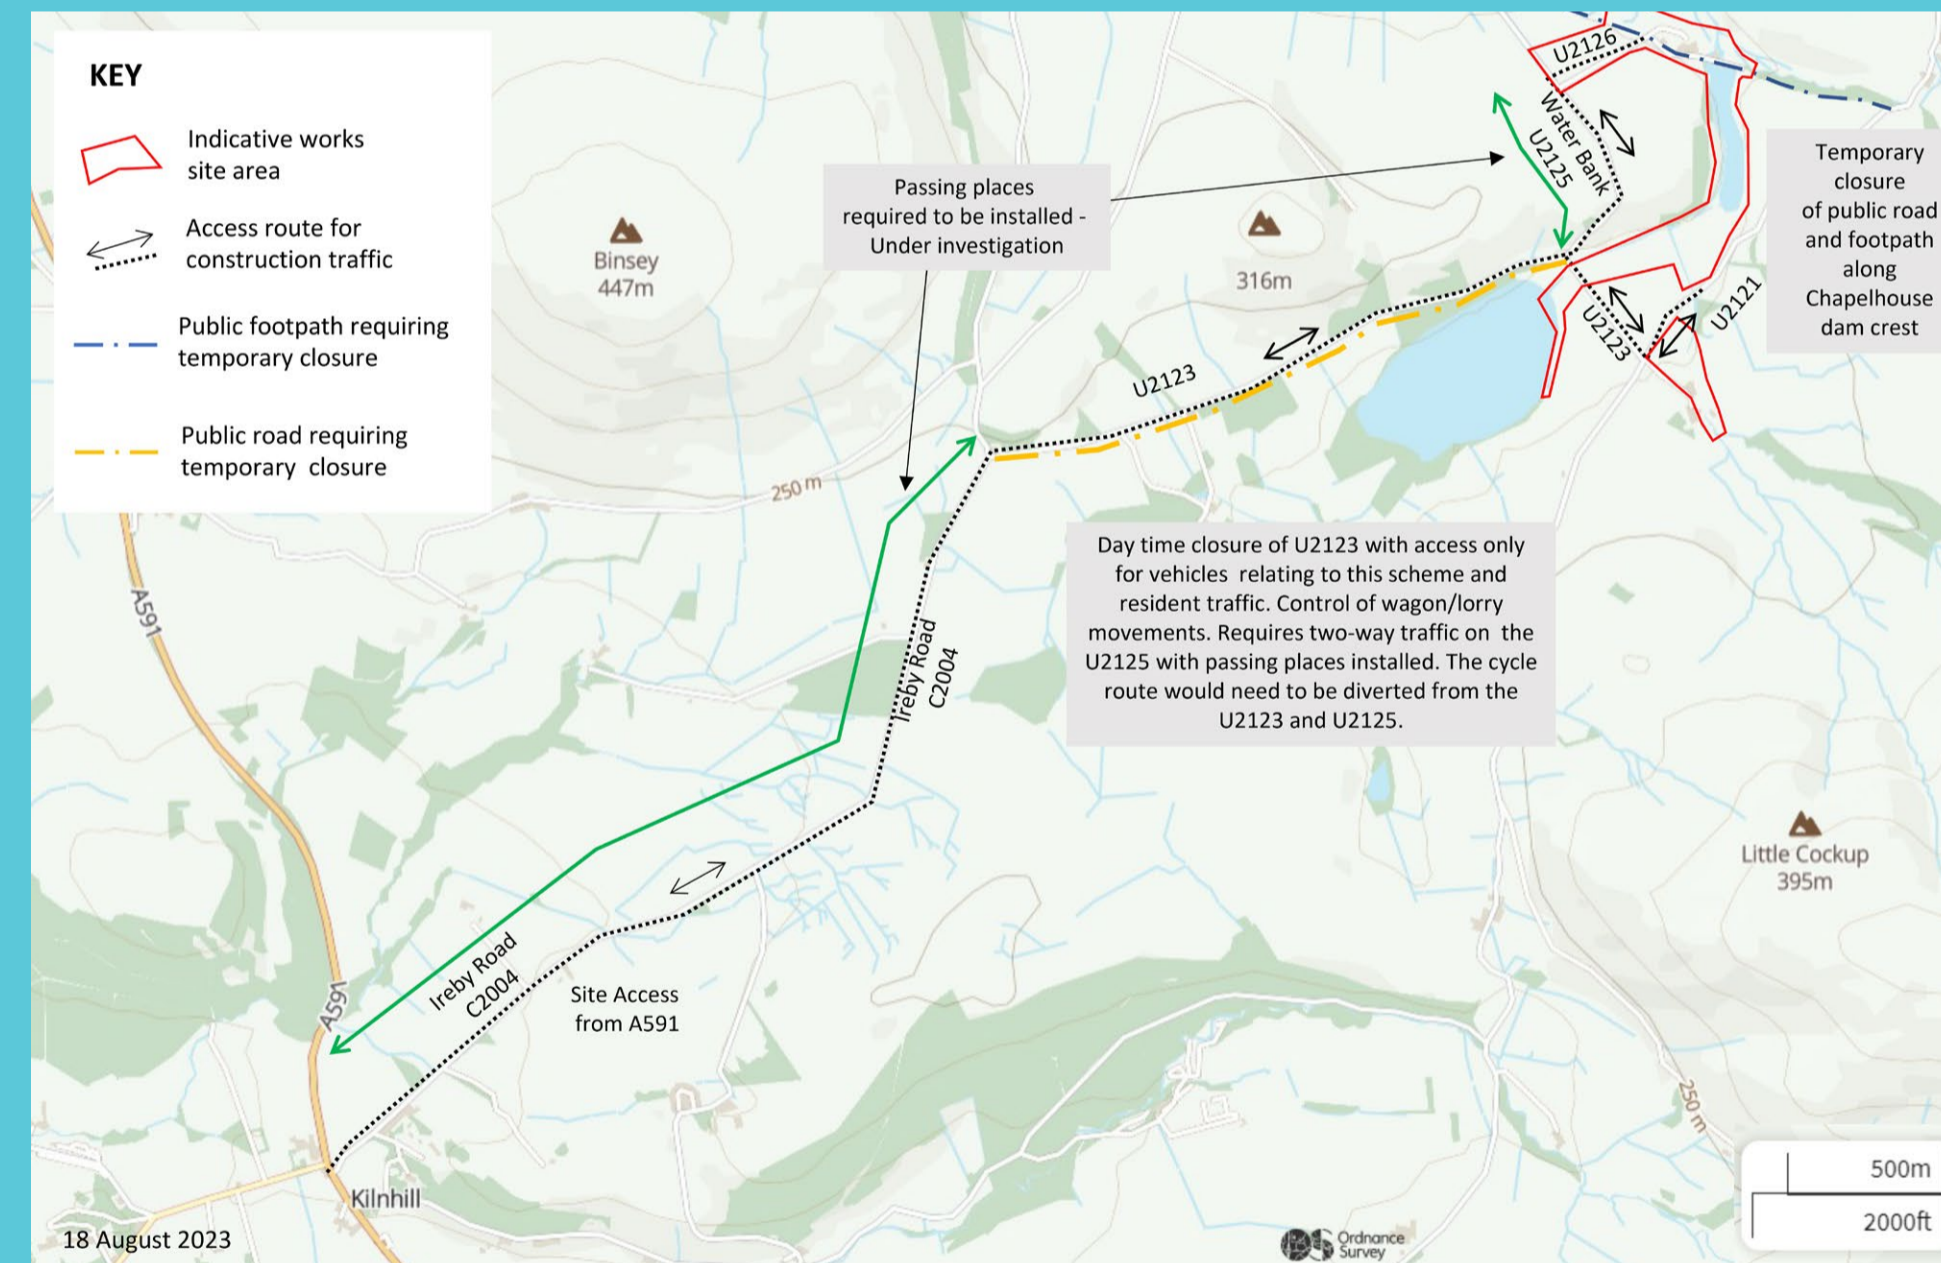 KEY
Indicative works
site area
Access route for
construction traffic
Public footpath requiring
temporary closure
Public road requiring
temporary  closure
Binsey
447m
Passing places
required to be installed -
Under investigation
316m
U2126
Water Bank
U2125
Temporary
closure
of public road
and footpath
along
Chapelhouse
dam crest
U2121
U2123
U2123
250 m
Day time closure of U2123 with access only
for vehicles  relating to this scheme and
resident traffic. Control of wagon/lorry
movements. Requires two-way traffic on  the
U2125 with passing places installed. The cycle
route would need to be diverted from the
U2123 and U2125.
A591
Ireby Road
C2004
Little Cockup
395m
Ireby Road
C2004
Site Access
from A591
A591
250 m
Kilnhill
18 August 2023
OS Ordnance
Survey
500m
2000ft